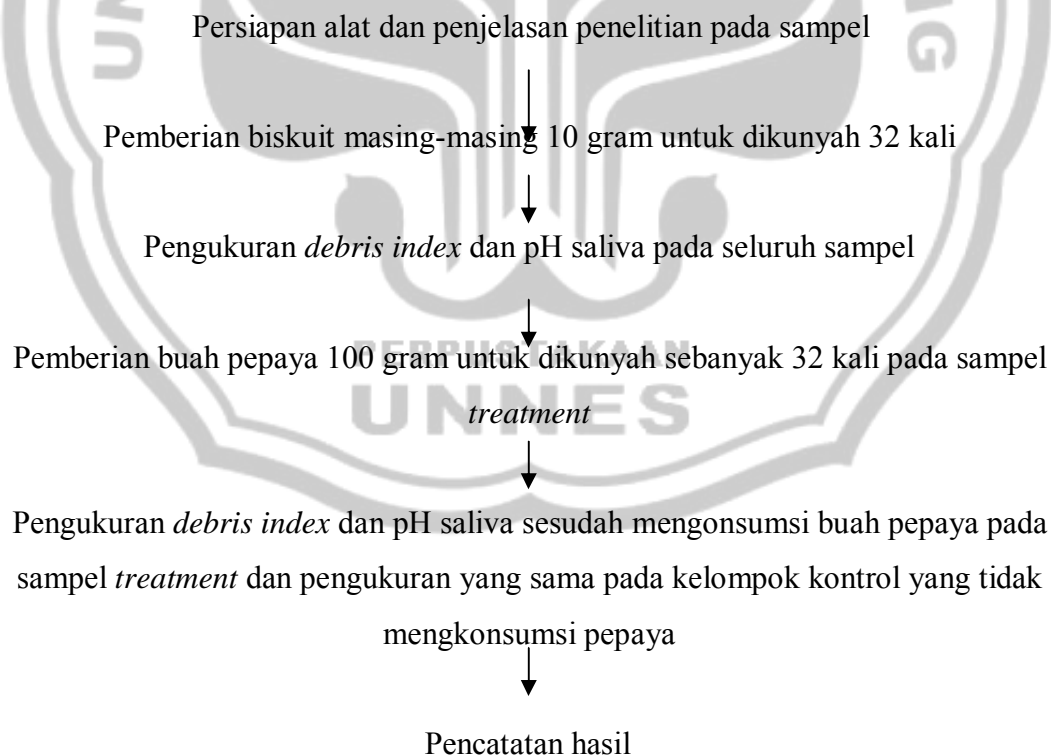 UN
NG
Persiapan alat dan penjelasan penelitian pada sampel
Pemberian biskuit masing-masing 10 gram untuk dikunyah 32 kali
Pengukuran debris index dan pH saliva pada seluruh sampel
PERPUSTAKAAN
Pemberian buah pepaya 100 gram untuk dikunyah sebanyak 32 kali pada sampel
treatment
UNNES
Pengukuran debris index dan pH saliva sesudah mengonsumsi buah pepaya pada
sampel treatment dan pengukuran yang sama pada kelompok kontrol yang tidak
mengkonsumsi pepaya
Pencatatan hasil